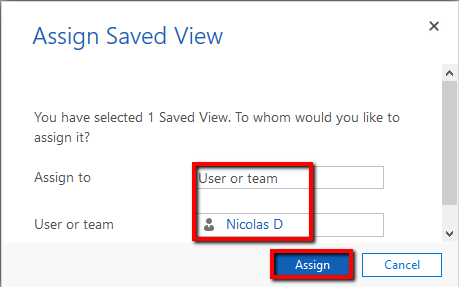 Assign Saved View
You have selected 1 Saved View. To whom would you like to
assign it?
Assign to
User or team
User or team
Nicolas D
Assign
Cancel